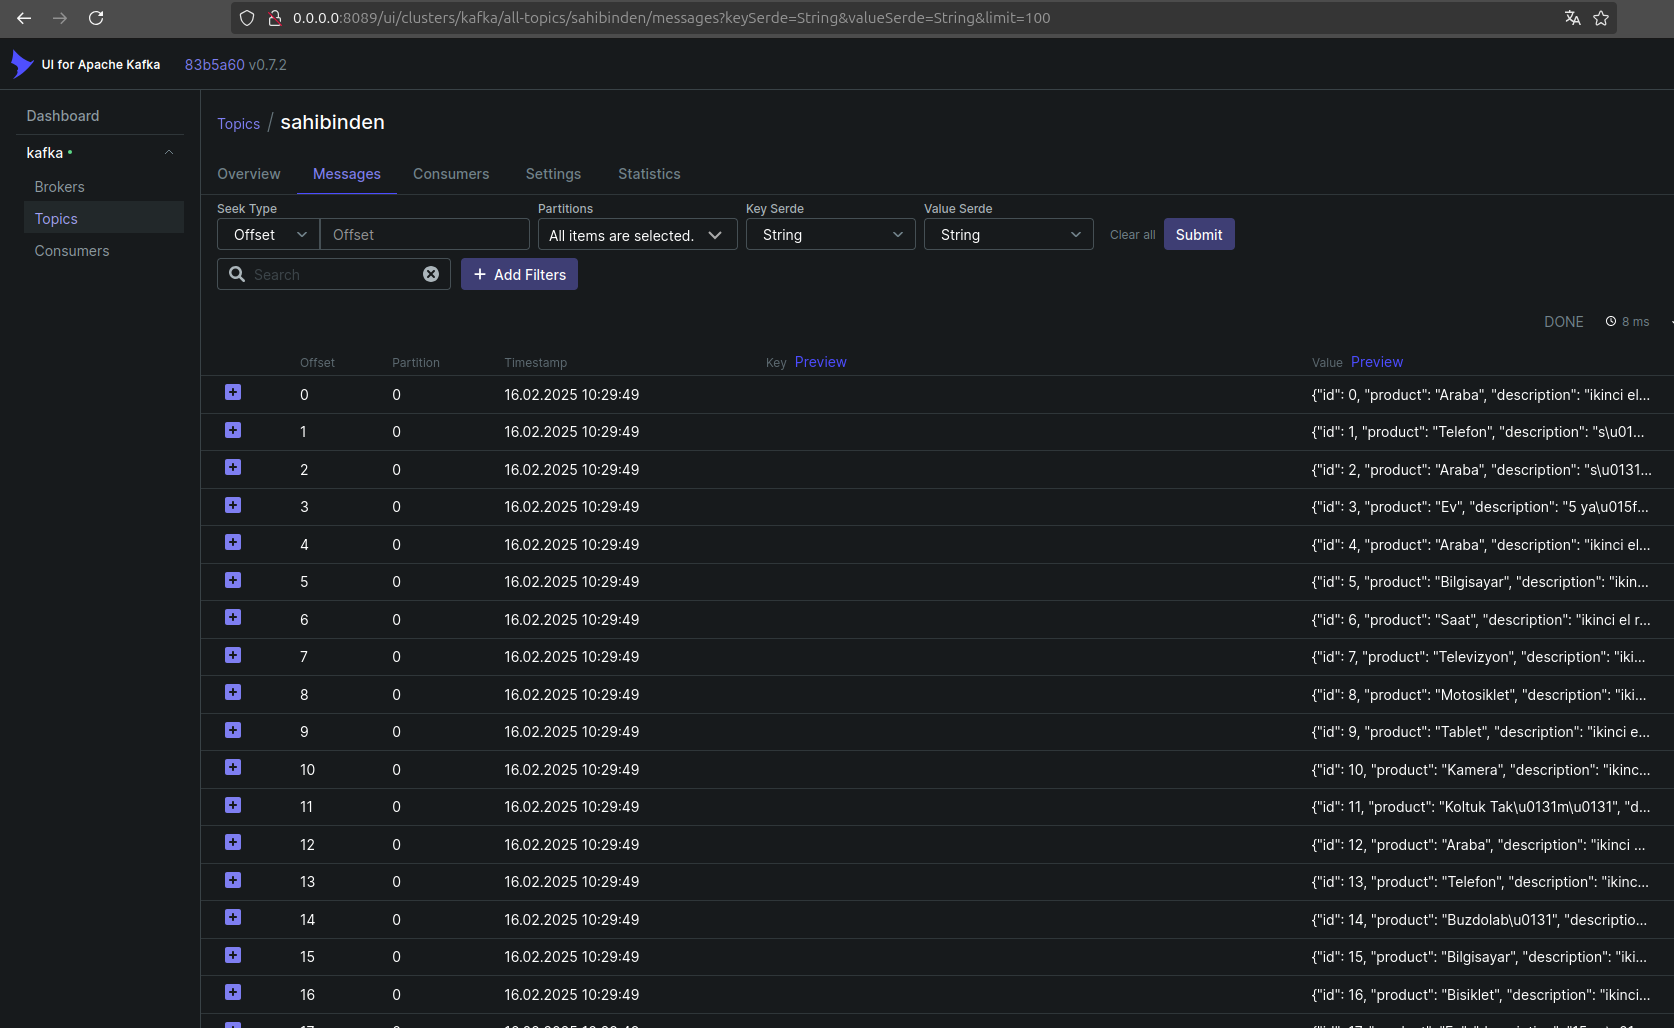 0.0.0.0:8089/ui/clusters/kafka/all-topics/sahibinden/messages?keySerde=String&valueSerde=String&limit=100
UI for Apache Kafka 83b5a60 v0.7.2
Dashboard
kafka
Brokers
Topics
Consumers
Topics / sahibinden
Overview Messages Consumers Settings Statistics
Seek Type Partitions Key Serde Value Serde
Offset Offset All items are selected. String String Clear all Submit
Search + Add Filters
DONE 8 ms
Offset Partition Timestamp Key Preview Value Preview
0 0 16.02.2025 10:29:49 {"id": 0, "product": "Araba", "description": "ikinci el...
1 0 16.02.2025 10:29:49 {"id": 1, "product": "Telefon", "description": "s\u01...
2 0 16.02.2025 10:29:49 {"id": 2, "product": "Araba", "description": "s\u0131...
3 0 16.02.2025 10:29:49 {"id": 3, "product": "Ev", "description": "5 ya\u015f...
4 0 16.02.2025 10:29:49 {"id": 4, "product": "Araba", "description": "ikinci el...
5 0 16.02.2025 10:29:49 {"id": 5, "product": "Bilgisayar", "description": "ikin...
6 0 16.02.2025 10:29:49 {"id": 6, "product": "Saat", "description": "ikinci el r...
7 0 16.02.2025 10:29:49 {"id": 7, "product": "Televizyon", "description": "iki...
8 0 16.02.2025 10:29:49 {"id": 8, "product": "Motosiklet", "description": "iki...
9 0 16.02.2025 10:29:49 {"id": 9, "product": "Tablet", "description": "ikinci e...
10 0 16.02.2025 10:29:49 {"id": 10, "product": "Kamera", "description": "ikinc...
11 0 16.02.2025 10:29:49 {"id": 11, "product": "Koltuk Tak\u0131m\u0131", "d...
12 0 16.02.2025 10:29:49 {"id": 12, "product": "Araba", "description": "ikinci ...
13 0 16.02.2025 10:29:49 {"id": 13, "product": "Telefon", "description": "ikinc...
14 0 16.02.2025 10:29:49 {"id": 14, "product": "Buzdolab\u0131", "descriptio...
15 0 16.02.2025 10:29:49 {"id": 15, "product": "Bilgisayar", "description": "iki...
16 0 16.02.2025 10:29:49 {"id": 16, "product": "Bisiklet", "description": "ikinci...